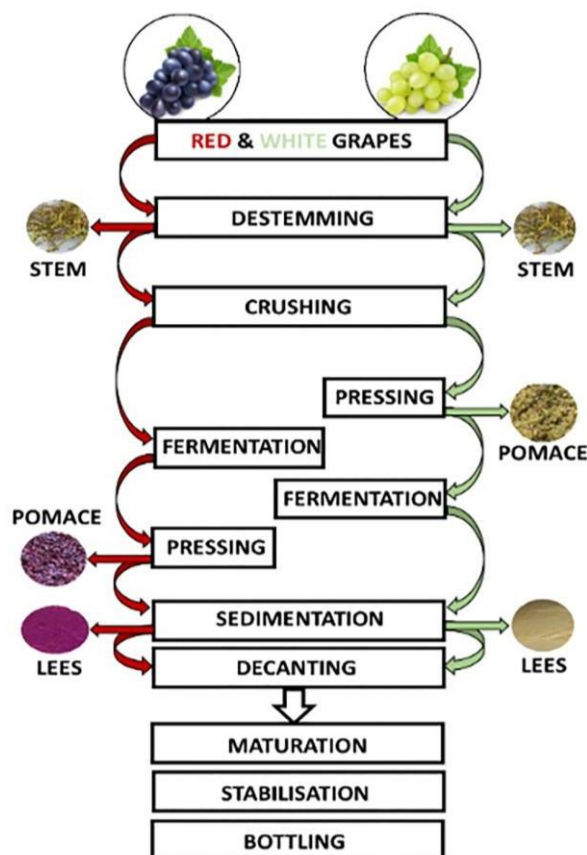 RED & WHITE GRAPES
DESTEMMING
STEM
STEM
CRUSHING
PRESSING
POMACE
FERMENTATION
FERMENTATION
POMACE
PRESSING
SEDIMENTATION
LEES
LEES
DECANTING
MATURATION
STABILISATION
BOTTLING